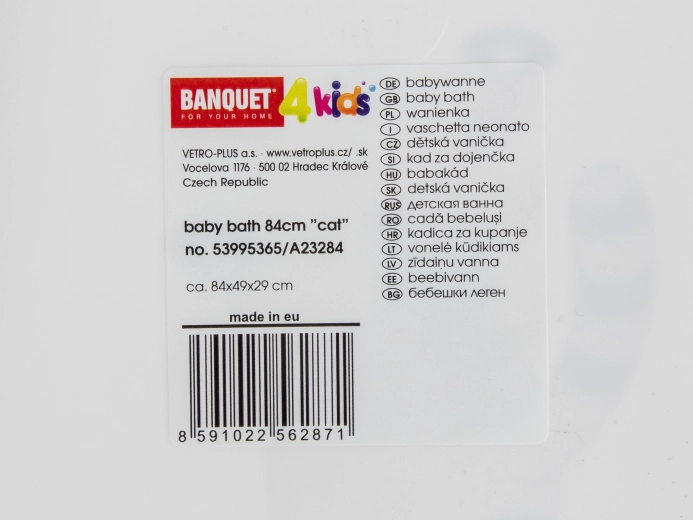 BANQUET® 4 kids
FOR YOUR HOME
VETRO-PLUS a.s. · www.vetroplus.cz/ .sk
Vocelova 1176 · 500 02 Hradec Králové
Czech Republic
baby bath 84cm ”cat”
no. 53995365/A23284
ca. 84x49x29 cm
made in eu
8 591022 562871
DE babywanne
GB baby bath
PL wanienka
I vaschetta neonato
CZ dětská vanička
SI kad za dojenčka
HU babakád
SK detská vanička
RUS детская ванна
RO cadă bebeluși
HR kadica za kupanje
LT vonelė kūdikiams
LV zīdaiņu vanna
EE beebivann
BG бебешки леген